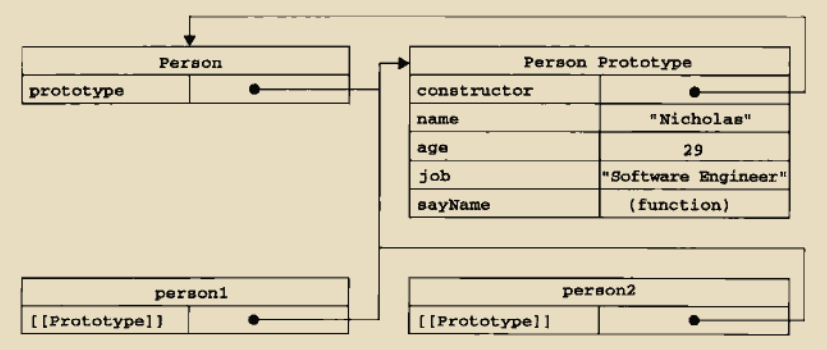 Person
prototype
Person Prototype
constructor
name "Nicholas"
age 29
job "Software Engineer"
sayName (function)
person1
[[Prototype]]
person2
[[Prototype]]